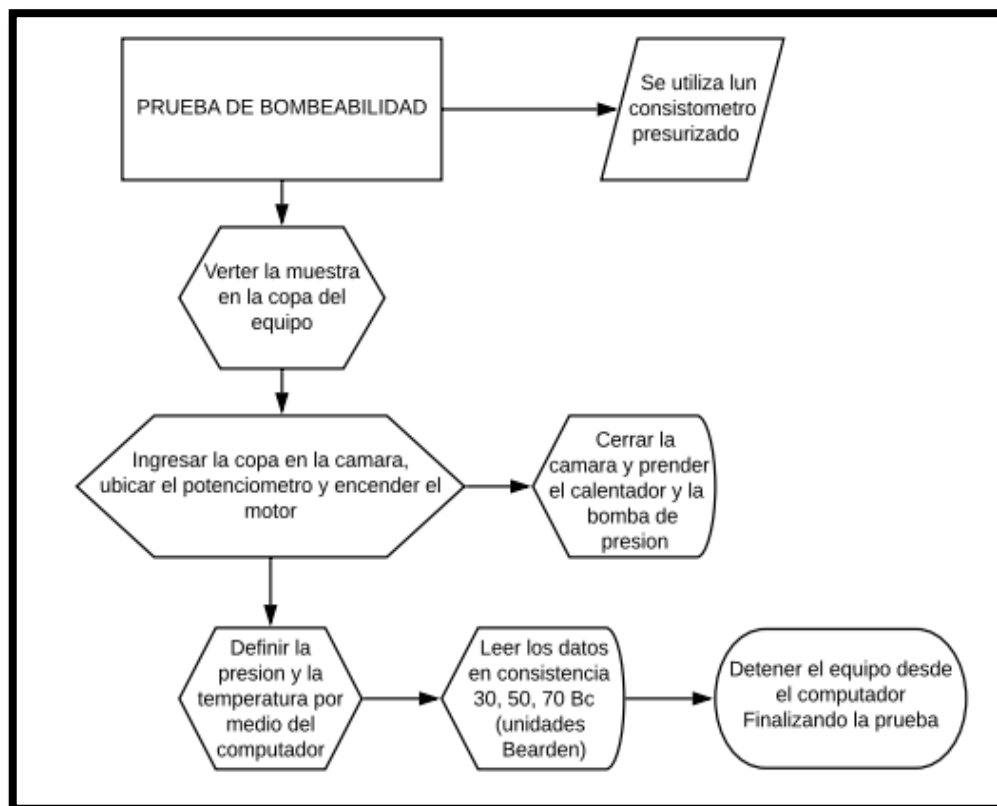 PRUEBA DE BOMBEABILIDAD
Se utiliza lun
consistometro
presurizado
Verter la muestra
en la copa del
equipo
Ingresar la copa en la camara,
ubicar el potenciometro y encender el
motor
Cerrar la
camara y prender
el calentador y la
bomba de
presion
Definir la
presion y la
temperatura por
medio del
computador
Leer los datos
en consistencia
30, 50, 70 Bc
(unidades
Bearden)
Detener el equipo desde
el computador
Finalizando la prueba